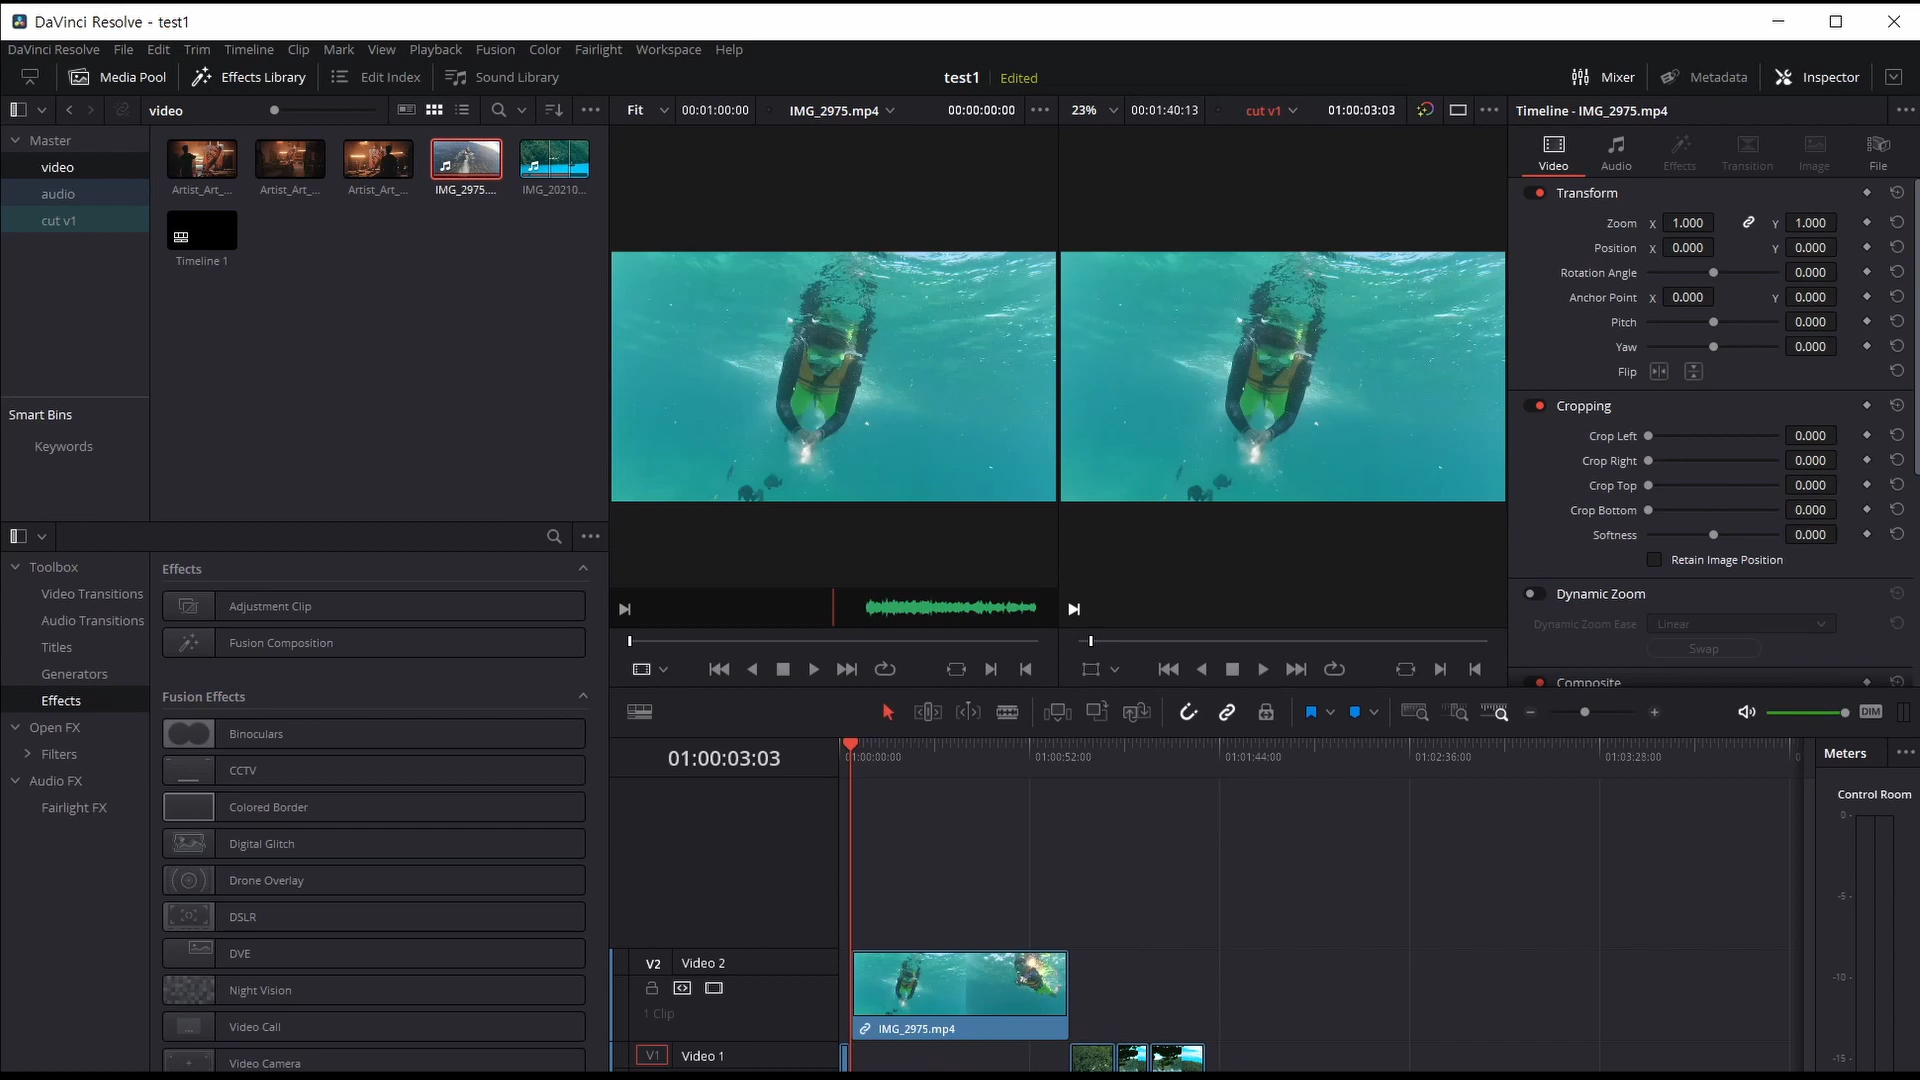 DaVinci Resolve - test1
DaVinci Resolve File Edit Trim Timeline Clip Mark View Playback Fusion Color Fairlight Workspace Help
Media Pool Effects Library Edit Index Sound Library test1 Edited Mixer Metadata Inspector
video Fit 00:01:00:00 IMG_2975.mp4 00:00:00:00 23% 00:01:40:13 cut v1 01:00:03:03 Timeline - IMG_2975.mp4
Master
video
audio
cut v1
Artist_Art_... Artist_Art_... Artist_Art_... IMG_2975.... IMG_20210...
Timeline 1
Smart Bins
Keywords
Video Audio Effects Transition Image File
Transform
Zoom X 1.000 Y 1.000
Position X 0.000 Y 0.000
Rotation Angle 0.000
Anchor Point X 0.000 Y 0.000
Pitch 0.000
Yaw 0.000
Flip
Cropping
Crop Left 0.000
Crop Right 0.000
Crop Top 0.000
Crop Bottom 0.000
Softness 0.000
Retain Image Position
Dynamic Zoom
Dynamic Zoom Ease Linear
Swap
Composite
Toolbox
Video Transitions
Audio Transitions
Titles
Generators
Effects
Open FX
Filters
Audio FX
Fairlight FX
Effects
Adjustment Clip
Fusion Composition
Fusion Effects
Binoculars
CCTV
Colored Border
Digital Glitch
Drone Overlay
DSLR
DVE
Night Vision
Video Call
Video Camera
DIM
01:00:03:03 01:00:52:00 01:01:44:00 01:02:36:00 01:03:28:00
Meters
Control Room
0-
-5-
-10-
-15-
V2 Video 2
1 Clip
IMG_2975.mp4
V1 Video 1